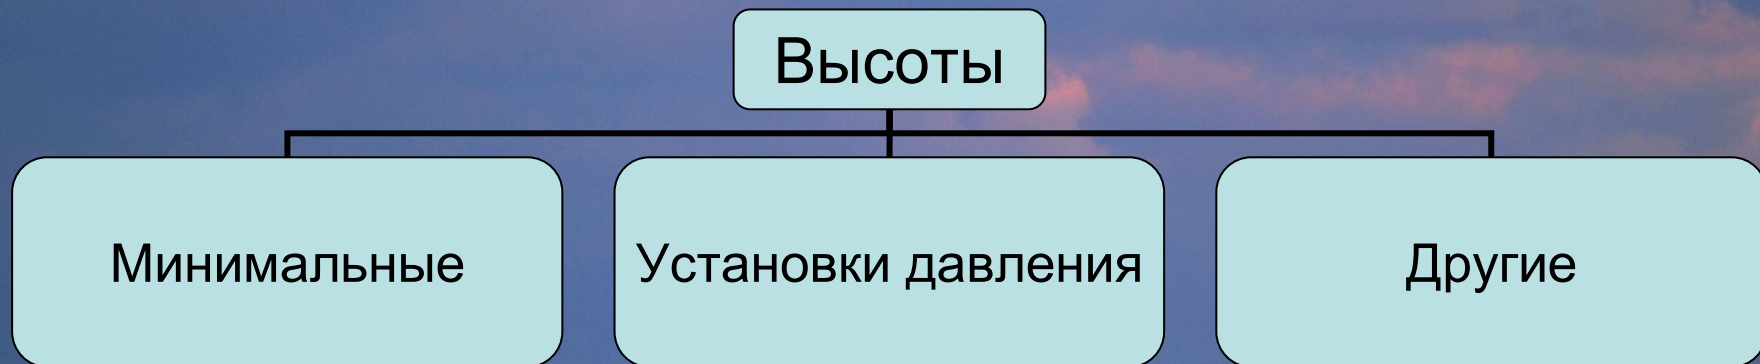 Высоты
Минимальные
Установки давления
Другие